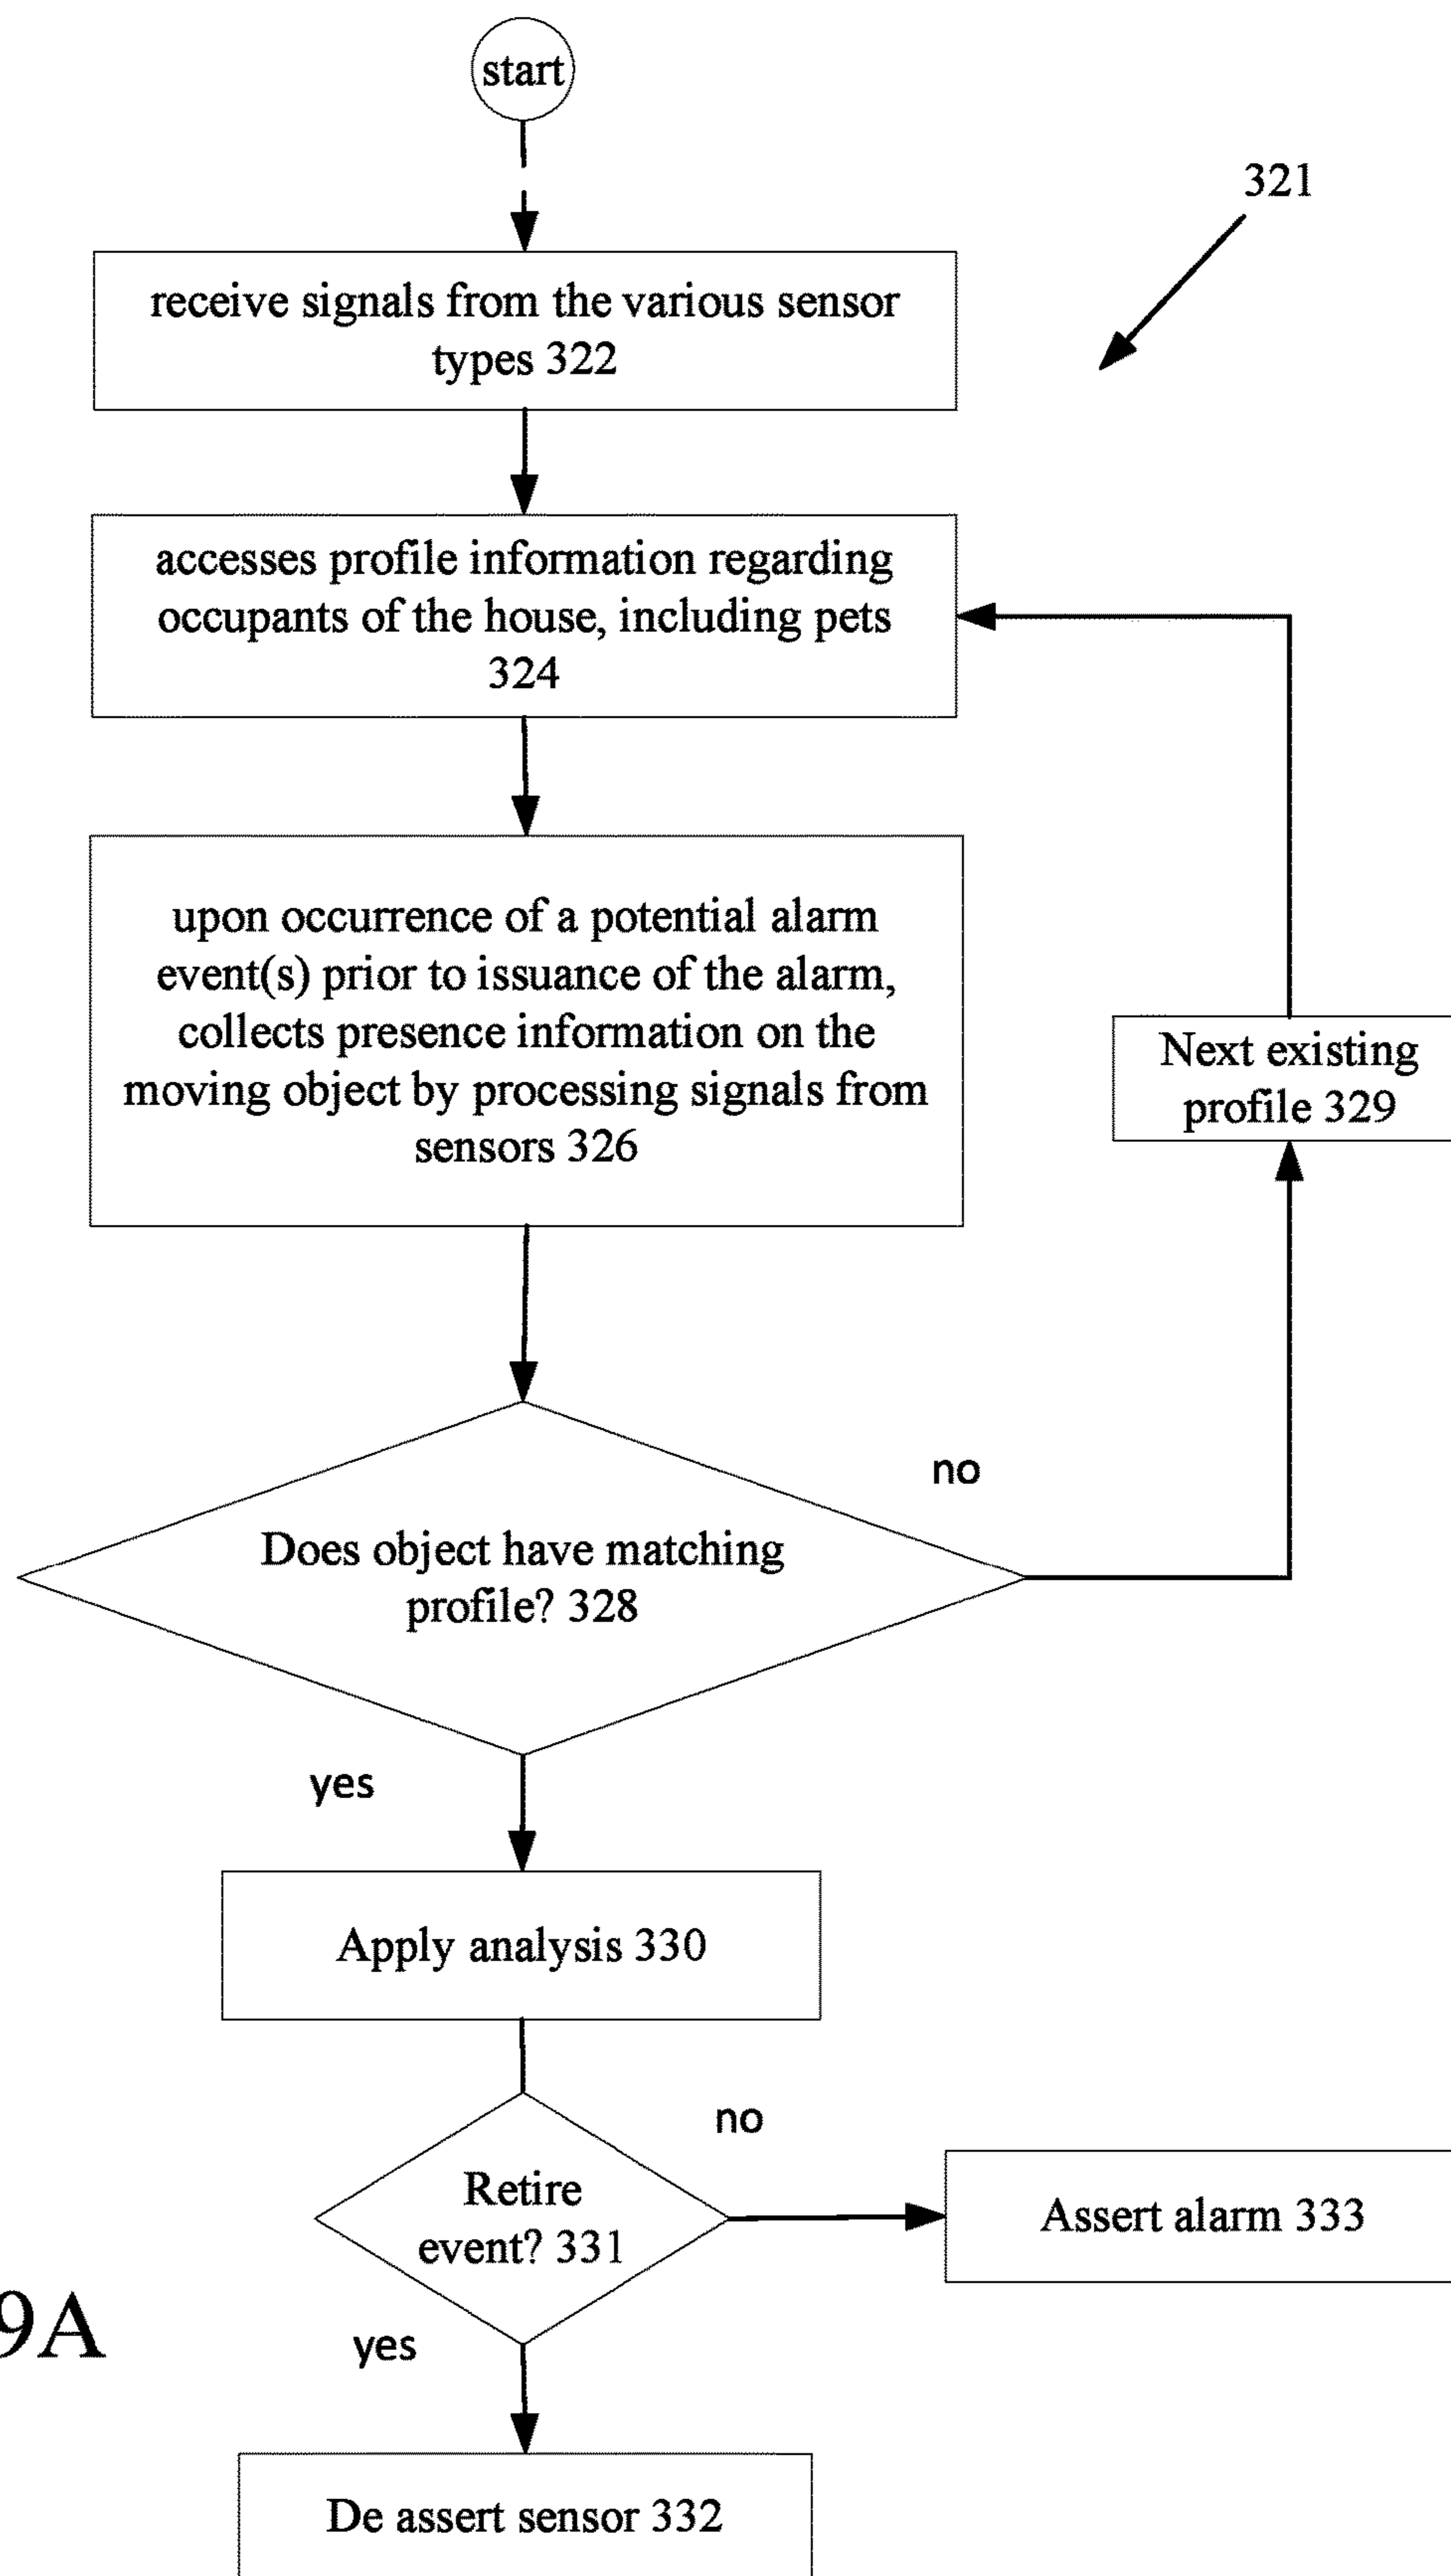 start
321
receive signals from the various sensor
types 322
accesses profile information regarding
occupants of the house, including pets
324
upon occurrence of a potential alarm
event(s) prior to issuance of the alarm,
collects presence information on the
moving object by processing signals from
sensors 326
Next existing
profile 329
no
Does object have matching
profile? 328
yes
Apply analysis 330
no
Retire
event? 331
Assert alarm 333
9A
yes
De assert sensor 332